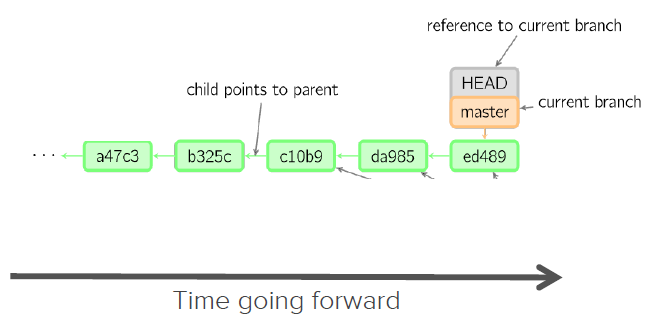 reference to current branch
HEAD
child points to parent
master
current branch
... a47c3 b325c c10b9 da985 ed489
Time going forward